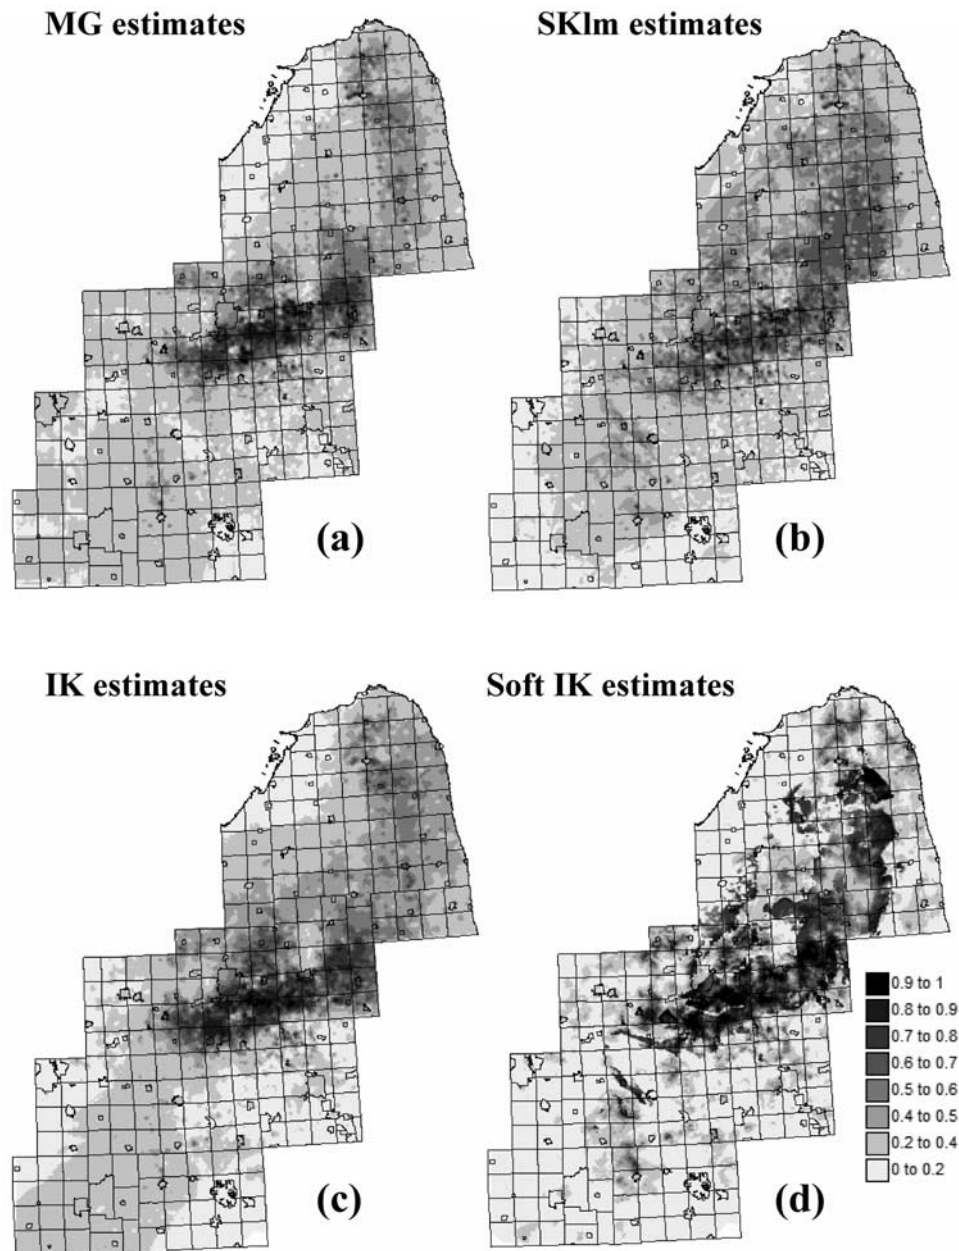 MG estimates
SKlm estimates
(a)
(b)
IK estimates
Soft IK estimates
0.9 to 1
0.8 to 0.9
0.7 to 0.8
0.6 to 0.7
0.5 to 0.6
0.4 to 0.5
0.2 to 0.4
0 to 0.2
(c)
(d)